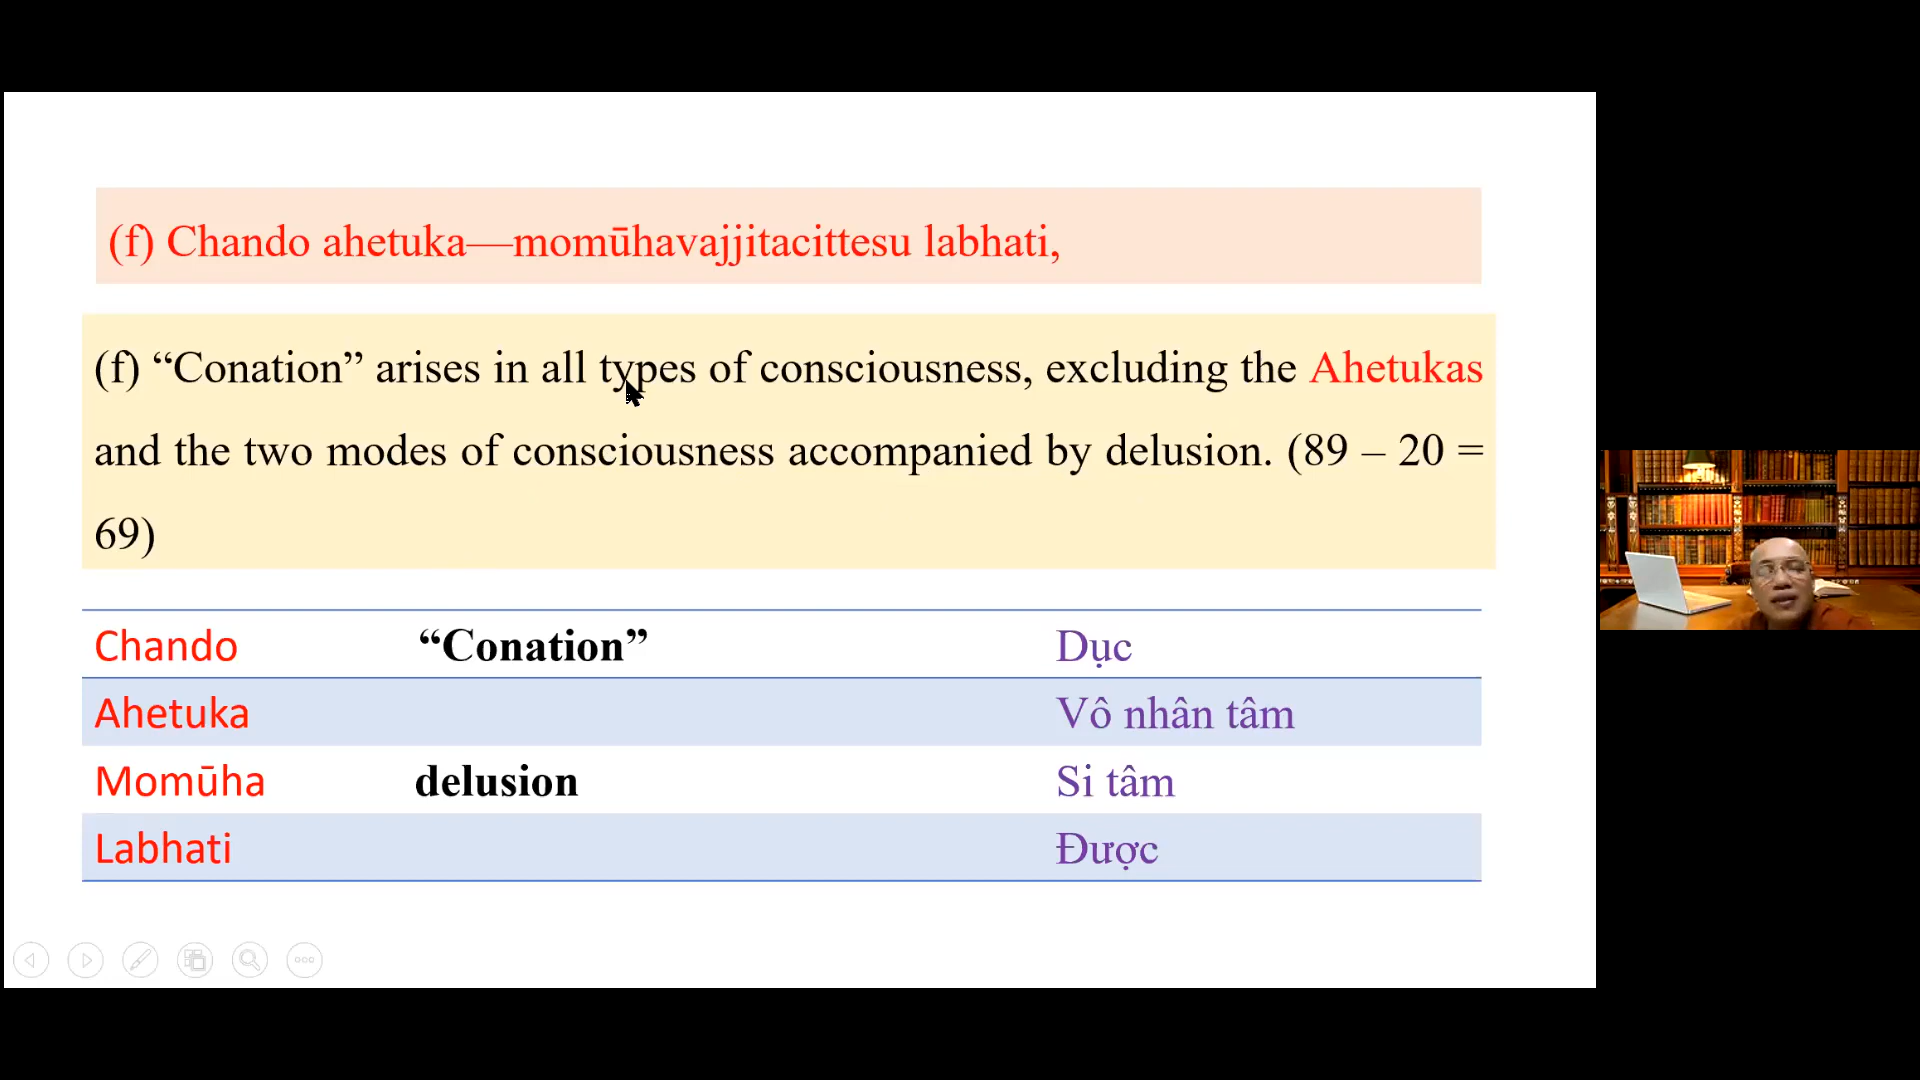 (f) Chando ahetuka—momūhavajjitacittesu labhati,
(f) “Conation” arises in all types of consciousness, excluding the Ahetukas
and the two modes of consciousness accompanied by delusion. (89 – 20 =
69)
Chando “Conation” Dục
Ahetuka Vô nhân tâm
Momūha delusion Si tâm
Labhati Được